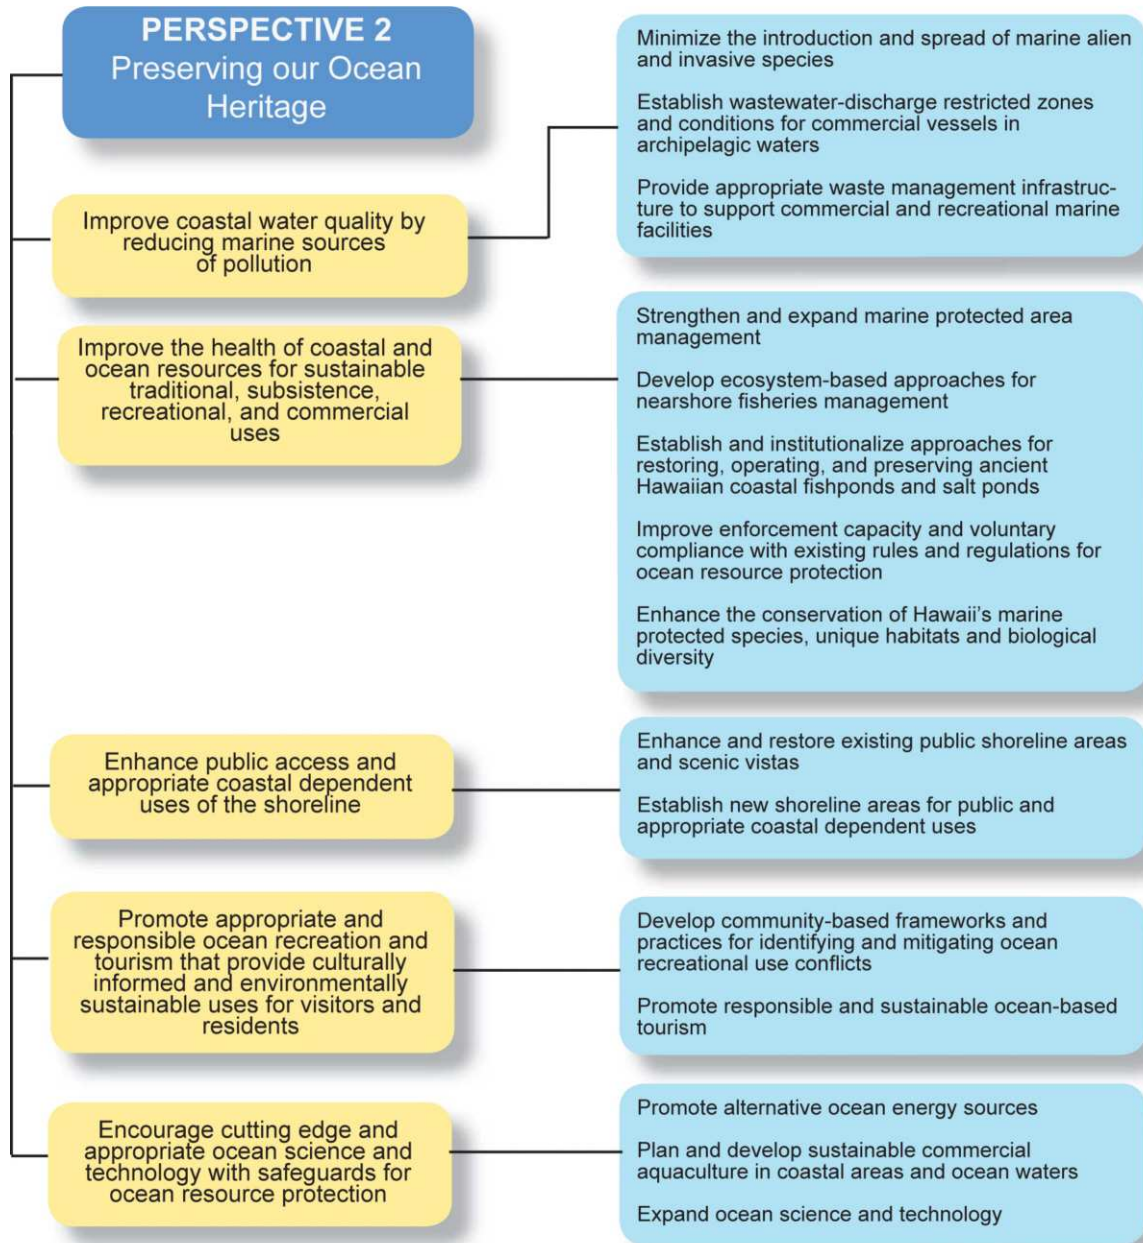 PERSPECTIVE 2
Preserving our Ocean
Heritage
Improve coastal water quality by
reducing marine sources
of pollution
Minimize the introduction and spread of marine alien
and invasive species
Establish wastewater-discharge restricted zones
and conditions for commercial vessels in
archipelagic waters
Provide appropriate waste management infrastruc-
ture to support commercial and recreational marine
facilities
Improve the health of coastal and
ocean resources for sustainable
traditional, subsistence,
recreational, and commercial
uses
Strengthen and expand marine protected area
management
Develop ecosystem-based approaches for
nearshore fisheries management
Establish and institutionalize approaches for
restoring, operating, and preserving ancient
Hawaiian coastal fishponds and salt ponds
Improve enforcement capacity and voluntary
compliance with existing rules and regulations for
ocean resource protection
Enhance the conservation of Hawaii’s marine
protected species, unique habitats and biological
diversity
Enhance public access and
appropriate coastal dependent
uses of the shoreline
Enhance and restore existing public shoreline areas
and scenic vistas
Establish new shoreline areas for public and
appropriate coastal dependent uses
Promote appropriate and
responsible ocean recreation and
tourism that provide culturally
informed and environmentally
sustainable uses for visitors and
residents
Develop community-based frameworks and
practices for identifying and mitigating ocean
recreational use conflicts
Promote responsible and sustainable ocean-based
tourism
Encourage cutting edge and
appropriate ocean science and
technology with safeguards for
ocean resource protection
Promote alternative ocean energy sources
Plan and develop sustainable commercial
aquaculture in coastal areas and ocean waters
Expand ocean science and technology